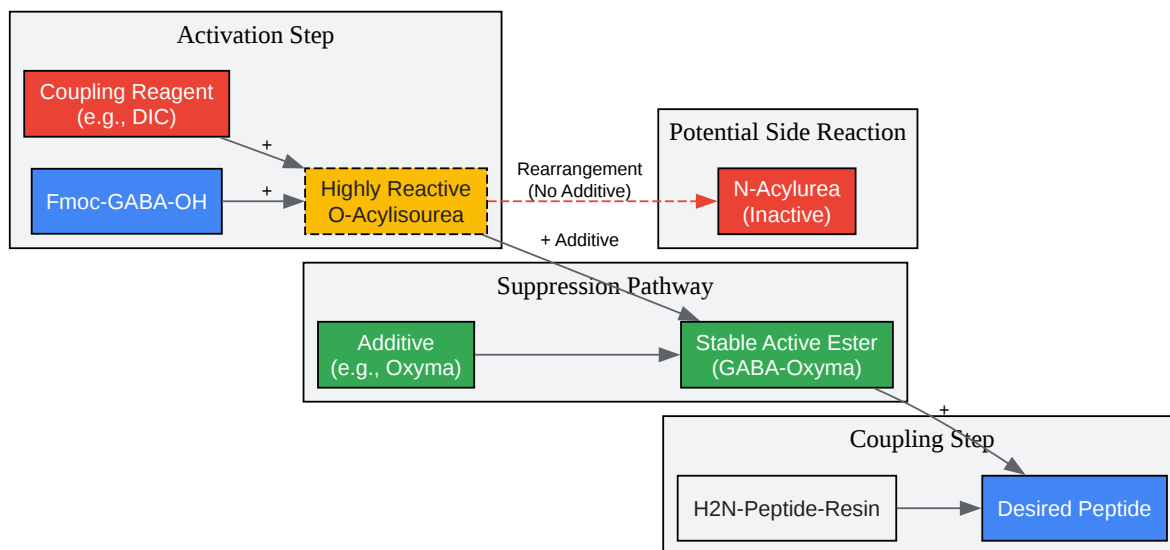 Activation Step
Coupling Reagent
(e.g., DIC)
+
Fmoc-GABA-OH
+
Highly Reactive
O-Acylisourea
Rearrangement
(No Additive)
Potential Side Reaction
N-Acylurea
(Inactive)
+ Additive
Suppression Pathway
Additive
(e.g., Oxyma)
Stable Active Ester
(GABA-Oxyma)
+
Coupling Step
H2N-Peptide-Resin
Desired Peptide